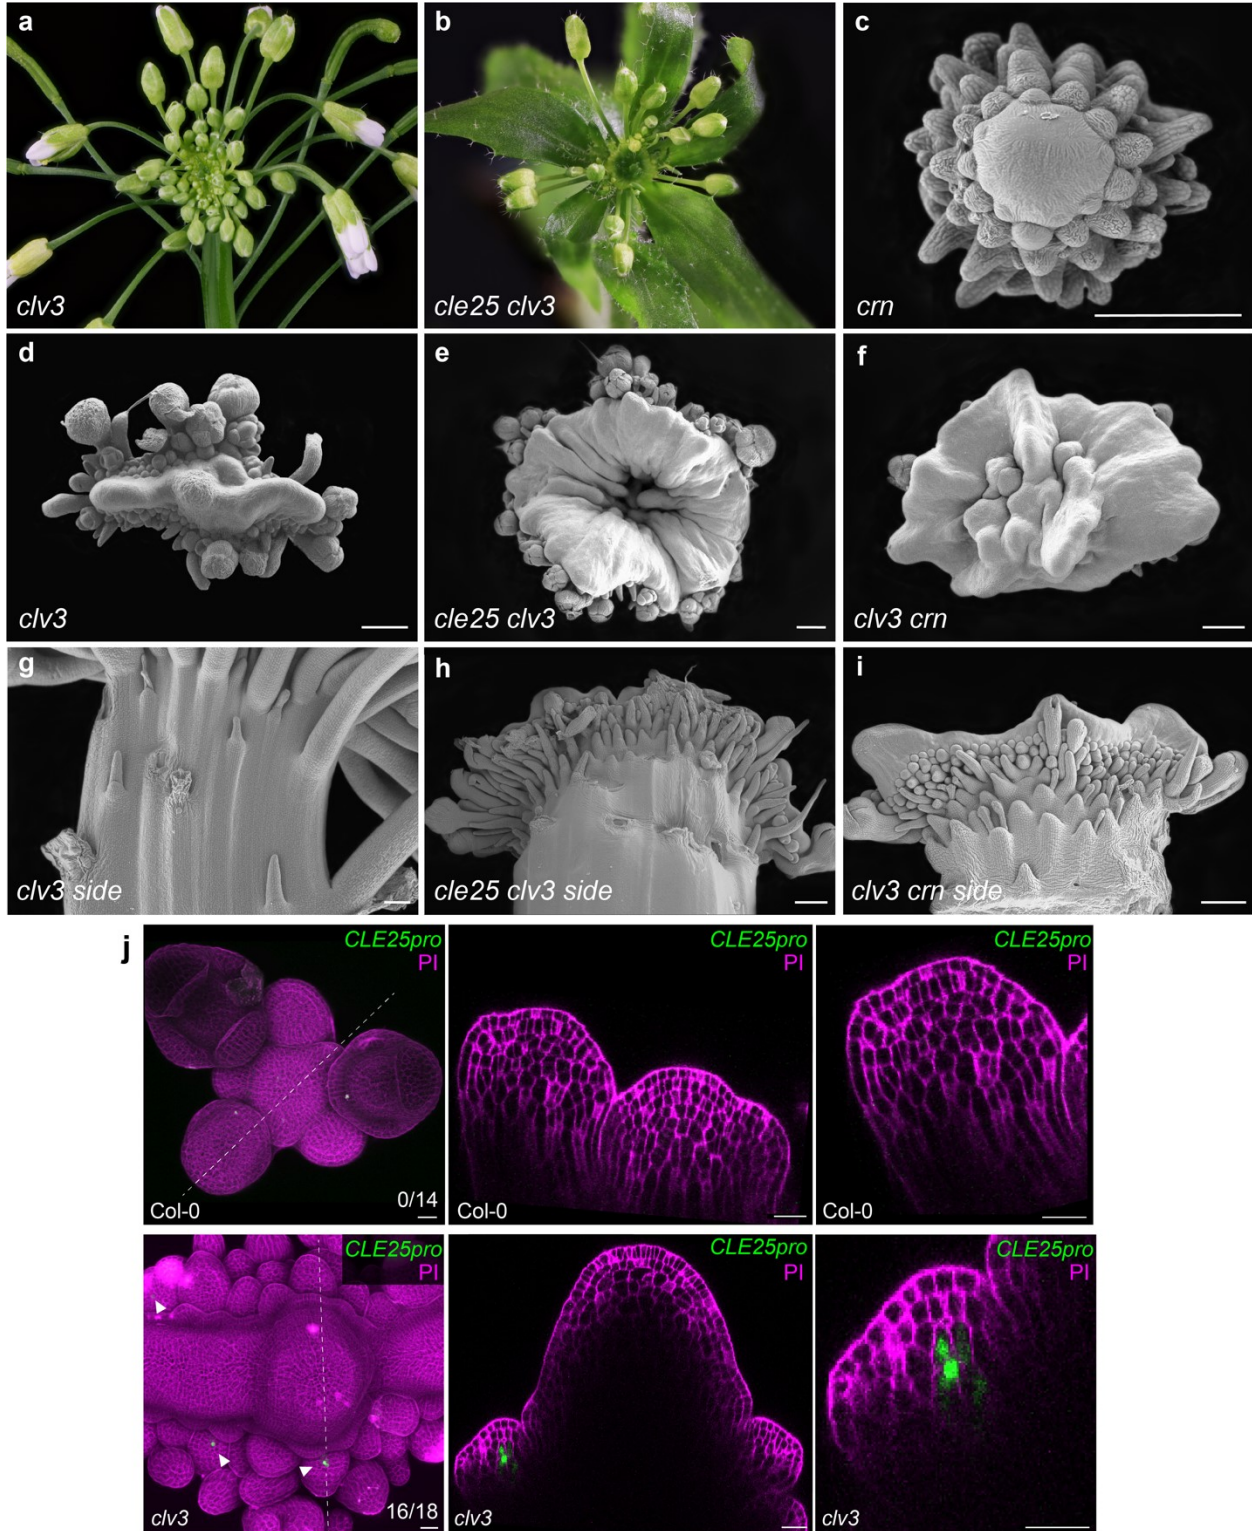 a
clv3
b
cle25 clv3
c
crn
d
clv3
e
cle25 clv3
f
clv3 crn
g
clv3 side
h
cle25 clv3 side
i
clv3 crn side
j
CLE25pro
PI
Col-0
0/14
CLE25pro
PI
Col-0
CLE25pro
PI
Col-0
CLE25pro
PI
clv3
16/18
CLE25pro
PI
clv3
CLE25pro
PI
clv3